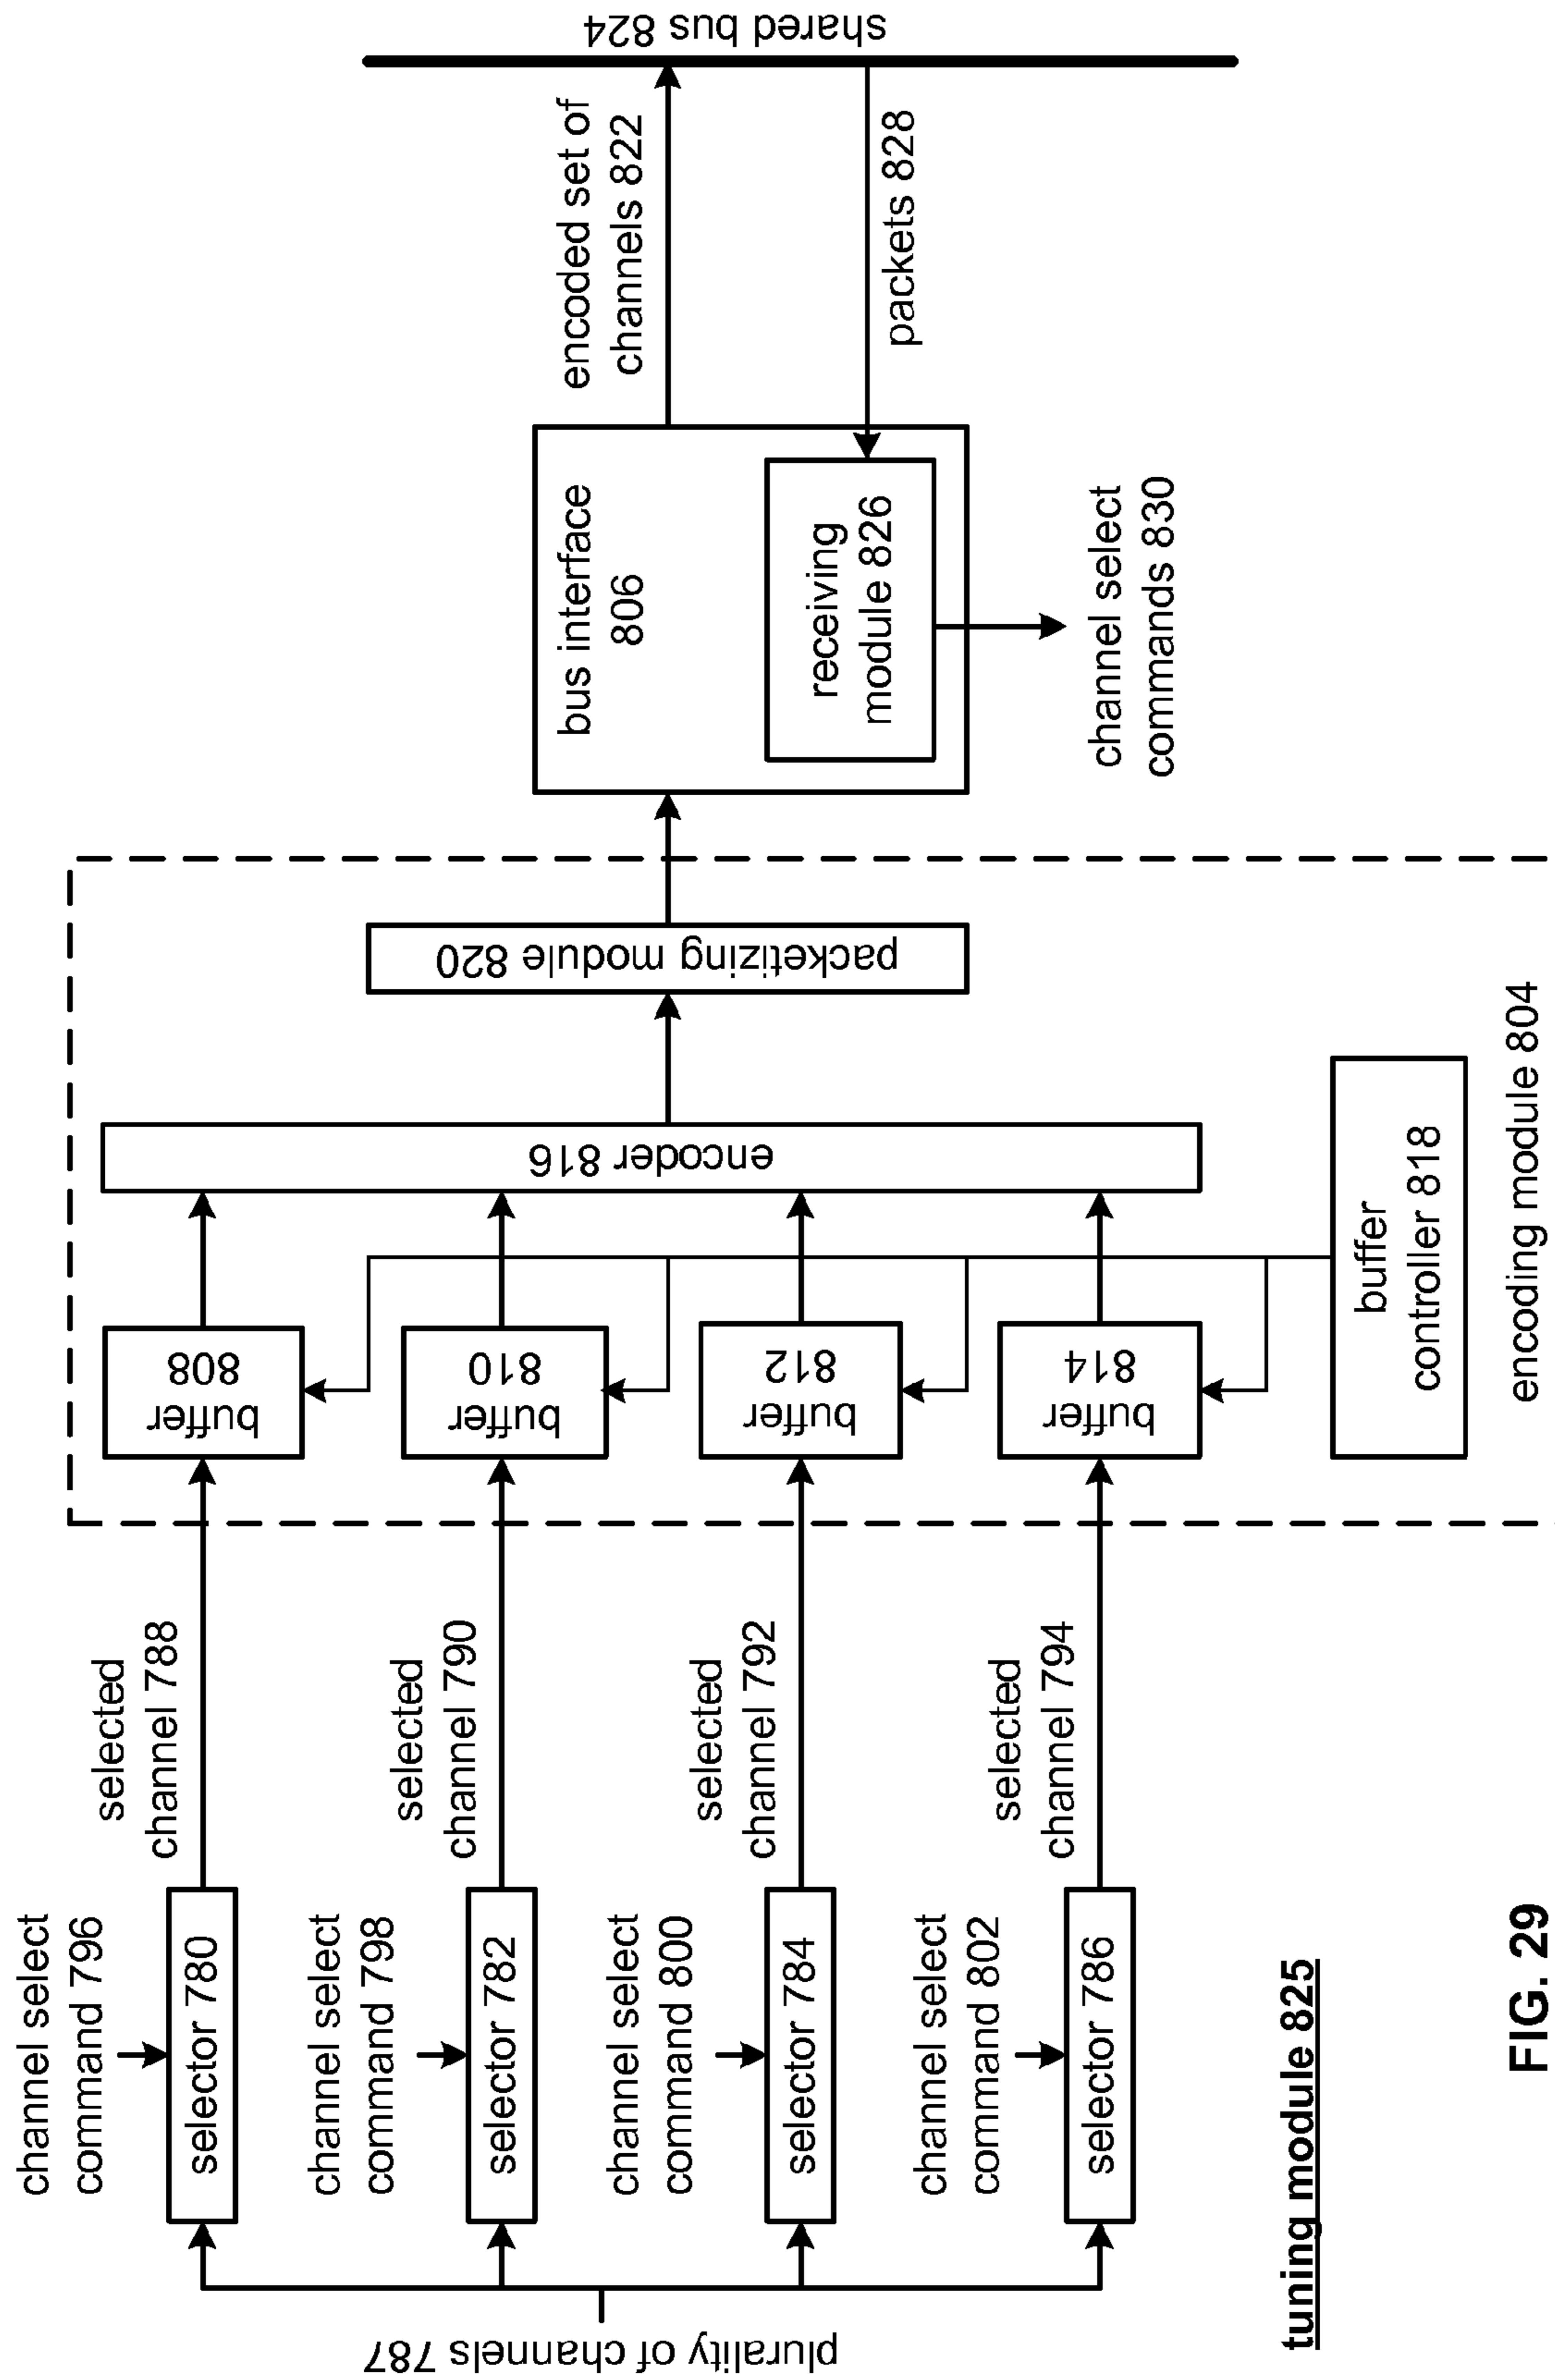 plurality of channels 787
channel select
command 796
selector 780
channel select
command 798
selector 782
channel select
command 800
selector 784
channel select
command 802
selector 786
selected
channel 788
selected
channel 790
selected
channel 792
selected
channel 794
buffer
808
buffer
810
buffer
812
buffer
814
buffer
controller 818
encoder 816
packetizing module 820
encoding module 804
bus interface
806
receiving
module 826
channel select
commands 830
encoded set of
channels 822
packets 828
shared bus 824
tuning module 825
FIG. 29